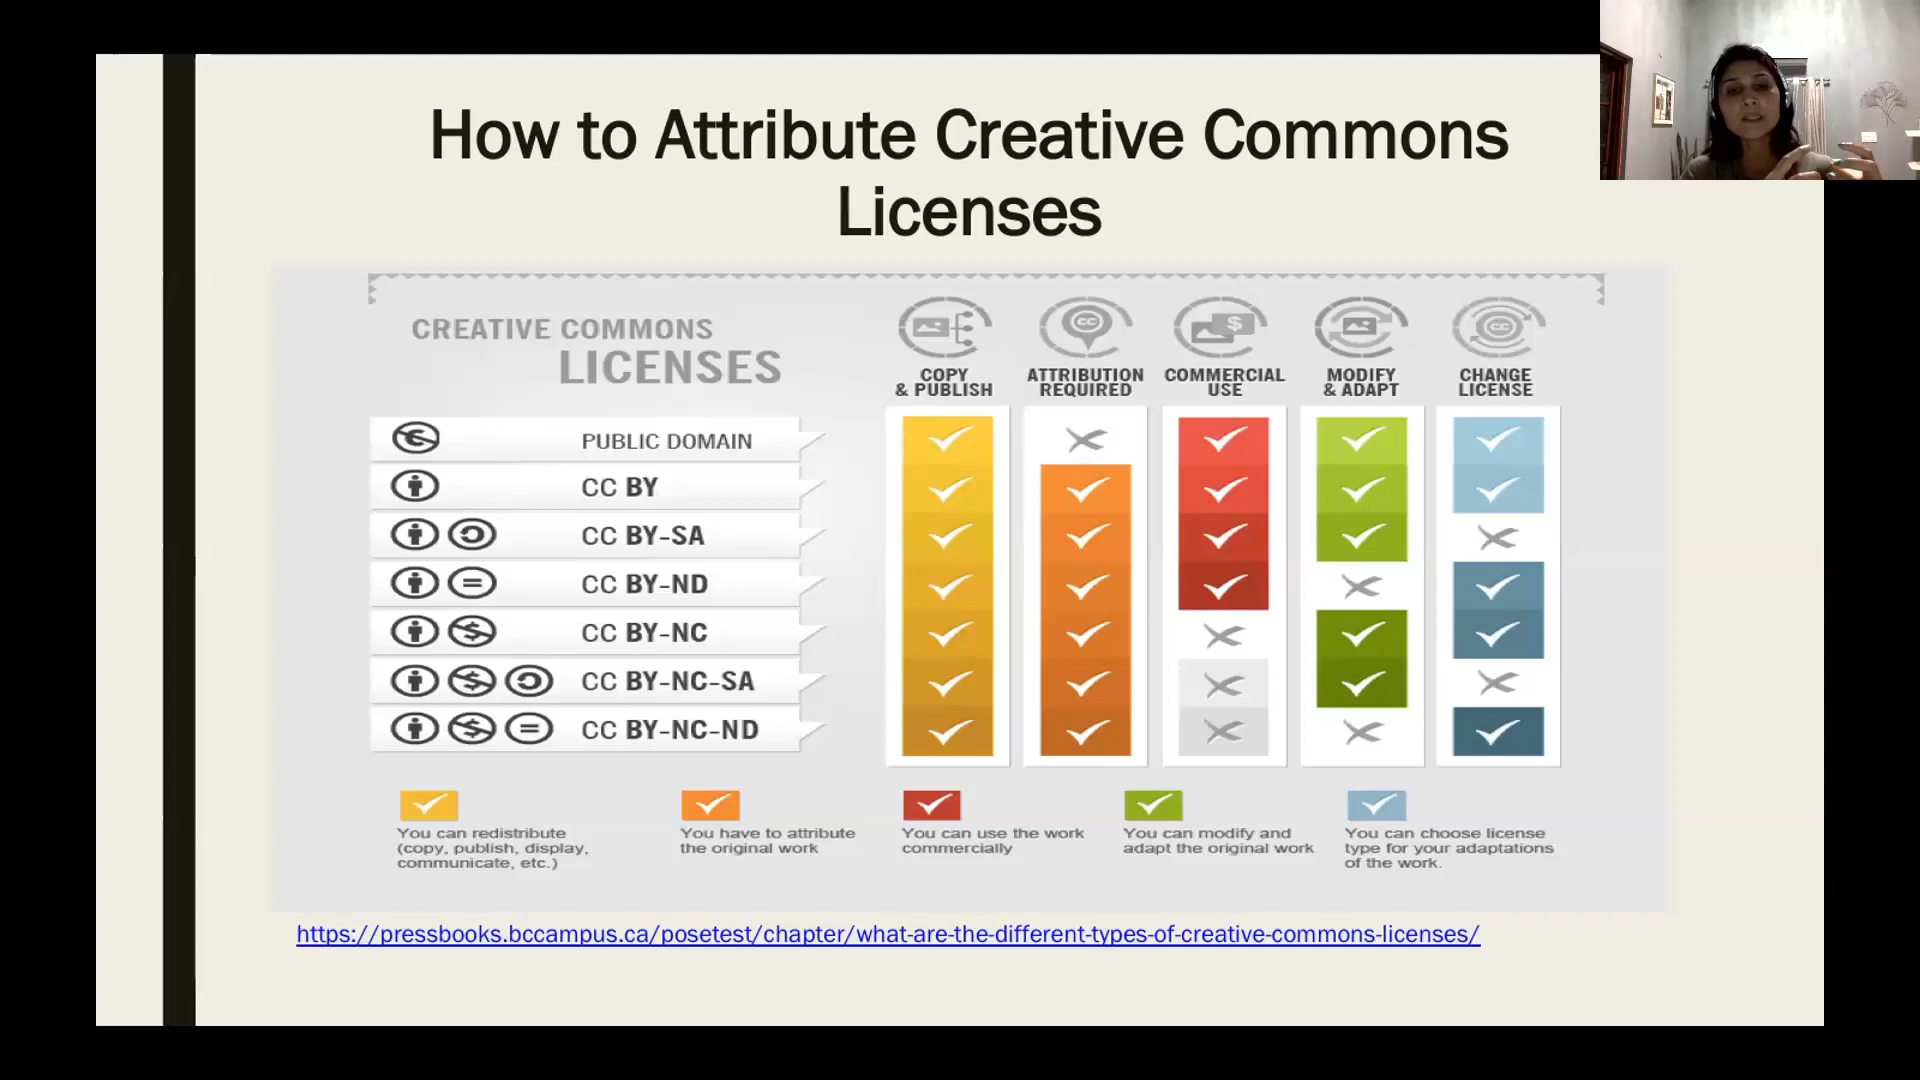 How to Attribute Creative Commons
Licenses
CREATIVE COMMONS
LICENSES
COPY
& PUBLISH
ATTRIBUTION
REQUIRED
COMMERCIAL
USE
MODIFY
& ADAPT
CHANGE
LICENSE
PUBLIC DOMAIN
CC BY
CC BY-SA
CC BY-ND
CC BY-NC
CC BY-NC-SA
CC BY-NC-ND
You can redistribute
(copy, publish, display,
communicate, etc.)
You have to attribute
the original work
You can use the work
commercially
You can modify and
adapt the original work
You can choose license
type for your adaptations
of the work.
https://pressbooks.bccampus.ca/posetest/chapter/what-are-the-different-types-of-creative-commons-licenses/